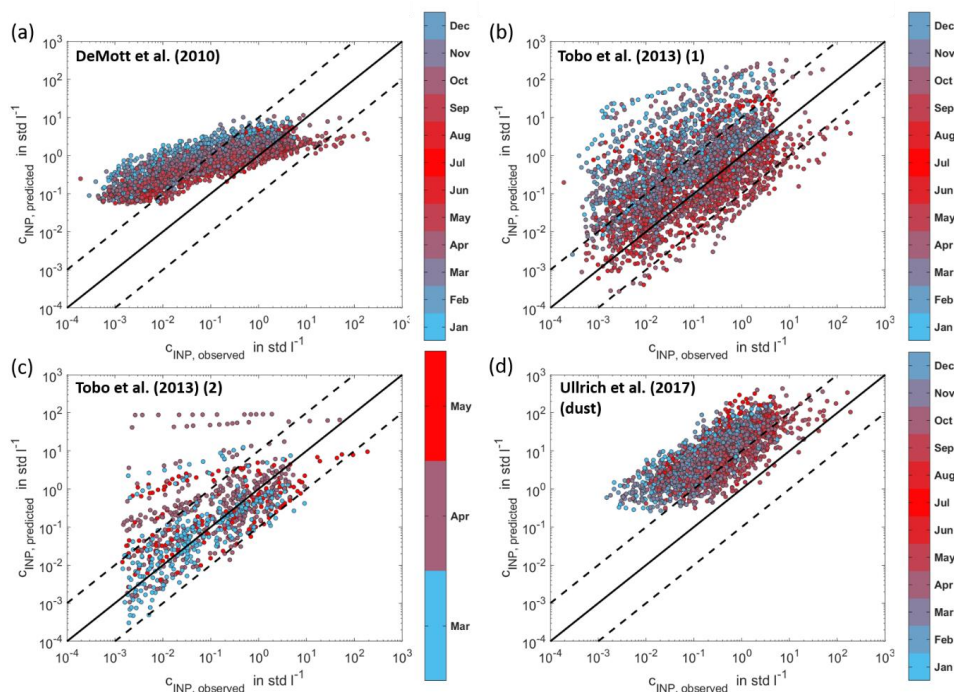 (a)
DeMott et al. (2010)
c_INP, predicted in std l^-1
10^3
10^2
10^1
10^0
10^-1
10^-2
10^-3
10^-4
10^-4 10^-3 10^-2 10^-1 10^0 10^1 10^2 10^3
c_INP, observed in std l^-1
Dec
Nov
Oct
Sep
Aug
Jul
Jun
May
Apr
Mar
Feb
Jan
(b)
Tobo et al. (2013) (1)
c_INP, predicted in std l^-1
10^3
10^2
10^1
10^0
10^-1
10^-2
10^-3
10^-4
10^-4 10^-3 10^-2 10^-1 10^0 10^1 10^2 10^3
c_INP, observed in std l^-1
Dec
Nov
Oct
Sep
Aug
Jul
Jun
May
Apr
Mar
Feb
Jan
(c)
Tobo et al. (2013) (2)
c_INP, predicted in std l^-1
10^3
10^2
10^1
10^0
10^-1
10^-2
10^-3
10^-4
10^-4 10^-3 10^-2 10^-1 10^0 10^1 10^2 10^3
c_INP, observed in std l^-1
May
Apr
Mar
(d)
Ullrich et al. (2017)
(dust)
c_INP, predicted in std l^-1
10^3
10^2
10^1
10^0
10^-1
10^-2
10^-3
10^-4
10^-4 10^-3 10^-2 10^-1 10^0 10^1 10^2 10^3
c_INP, observed in std l^-1
Dec
Nov
Oct
Sep
Aug
Jul
Jun
May
Apr
Mar
Feb
Jan